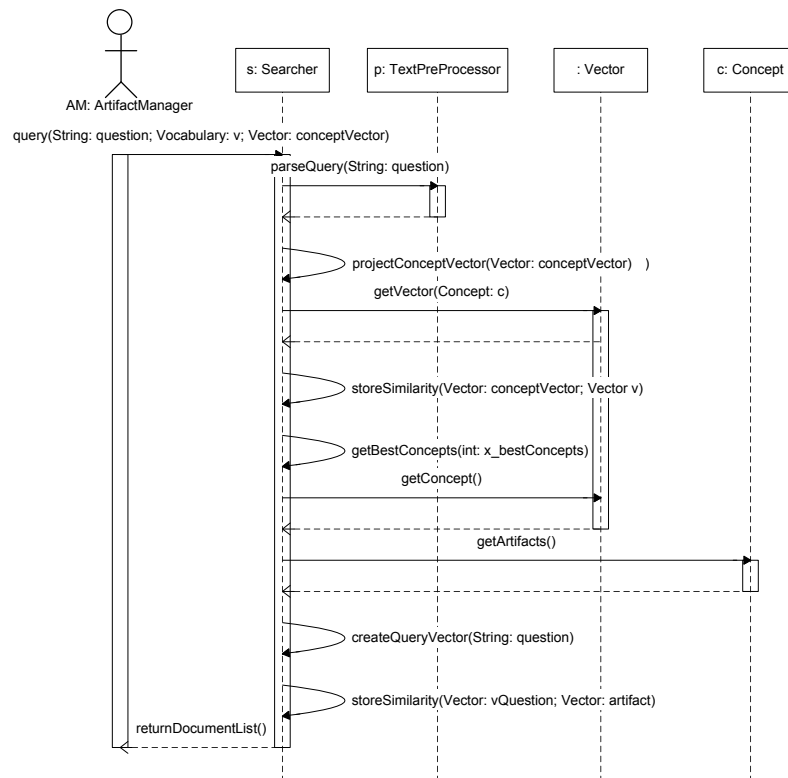 s: Searcher
p: TextPreProcessor
: Vector
c: Concept
AM: ArtifactManager
query(String: question; Vocabulary: v; Vector: conceptVector)
parseQuery(String: question)
projectConceptVector(Vector: conceptVector) )
getVector(Concept: c)
storeSimilarity(Vector: conceptVector; Vector v)
getBestConcepts(int: x_bestConcepts)
getConcept()
getArtifacts()
createQueryVector(String: question)
storeSimilarity(Vector: vQuestion; Vector: artifact)
returnDocumentList()